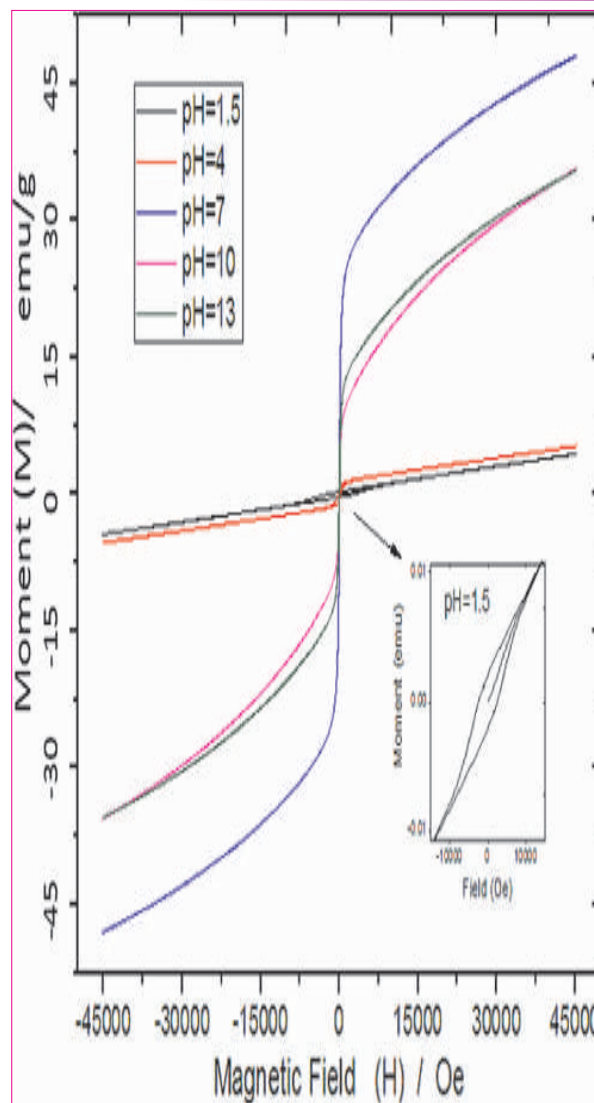 Moment (M)/ emu/g
45
30
15
0
-15
-30
-45
pH=1.5
pH=4
pH=7
pH=10
pH=13
Moment (emu)
0.01
0.00
-0.01
pH=1.5
-10000 0 10000
Field (Oe)
-45000 -30000 -15000 0 15000 30000 45000
Magnetic Field (H) / Oe